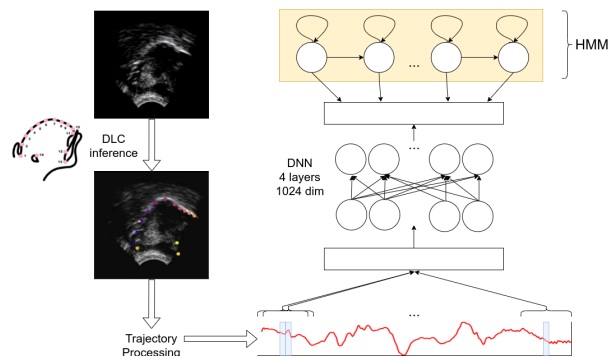 HMM
...
DLC
inference
...
DNN
4 layers
1024 dim
...
Trajectory
Processing